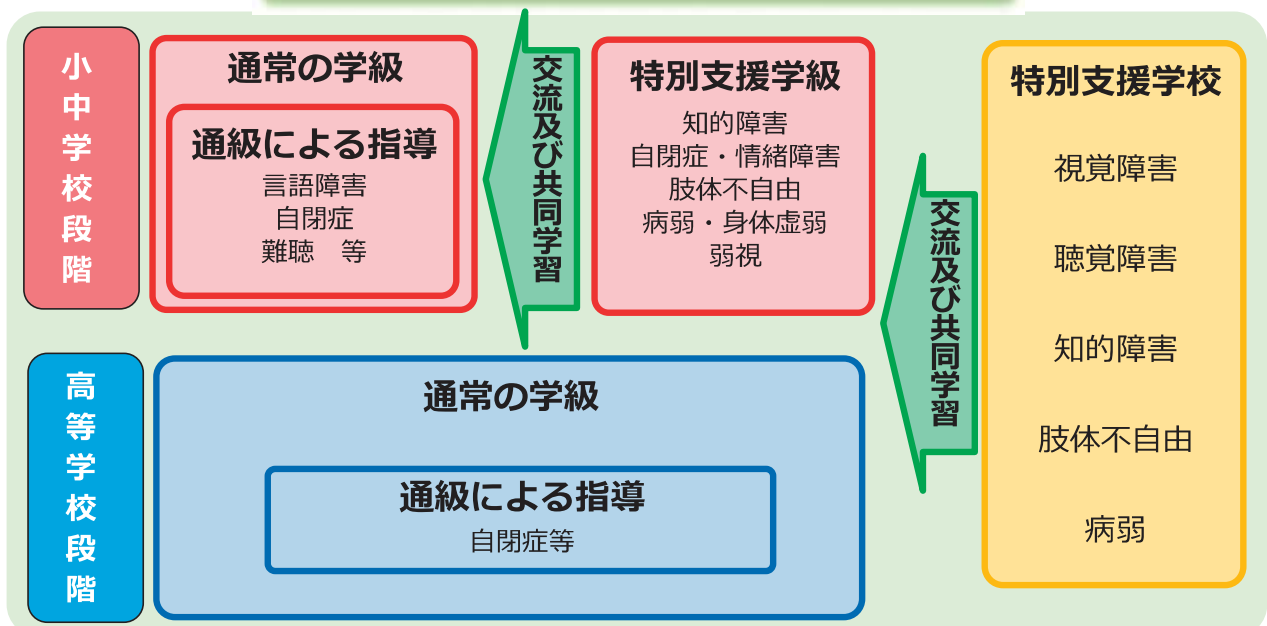 小中学校段階
通常の学級
通級による指導
言語障害
自閉症
難聴　等
交流及び共同学習
特別支援学級
知的障害
自閉症・情緒障害
肢体不自由
病弱・身体虚弱
弱視
交流及び共同学習
特別支援学校
視覚障害
聴覚障害
知的障害
肢体不自由
病弱
高等学校段階
通常の学級
通級による指導
自閉症等